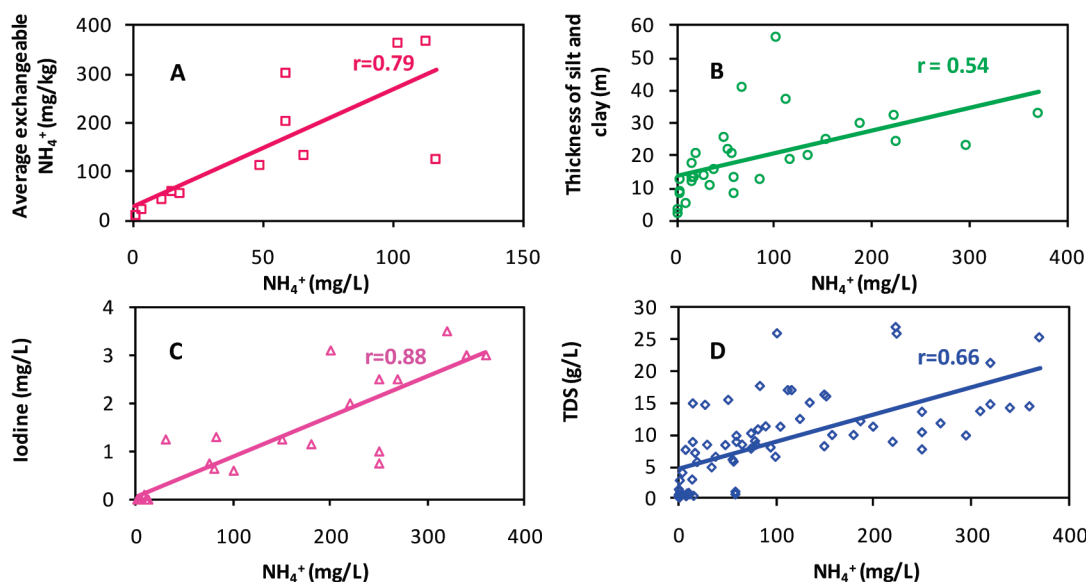 Average exchangeable
NH₄⁺ (mg/kg)
400
300
200
100
0
A
r=0.79
0
50
100
150
NH₄⁺ (mg/L)
Thickness of silt and
clay (m)
60
50
40
30
20
10
0
B
r = 0.54
0
100
200
300
400
NH₄⁺ (mg/L)
Iodine (mg/L)
4
3
2
1
0
C
r=0.88
0
100
200
300
400
NH₄⁺ (mg/L)
TDS (g/L)
30
25
20
15
10
5
0
D
r=0.66
0
100
200
300
400
NH₄⁺ (mg/L)